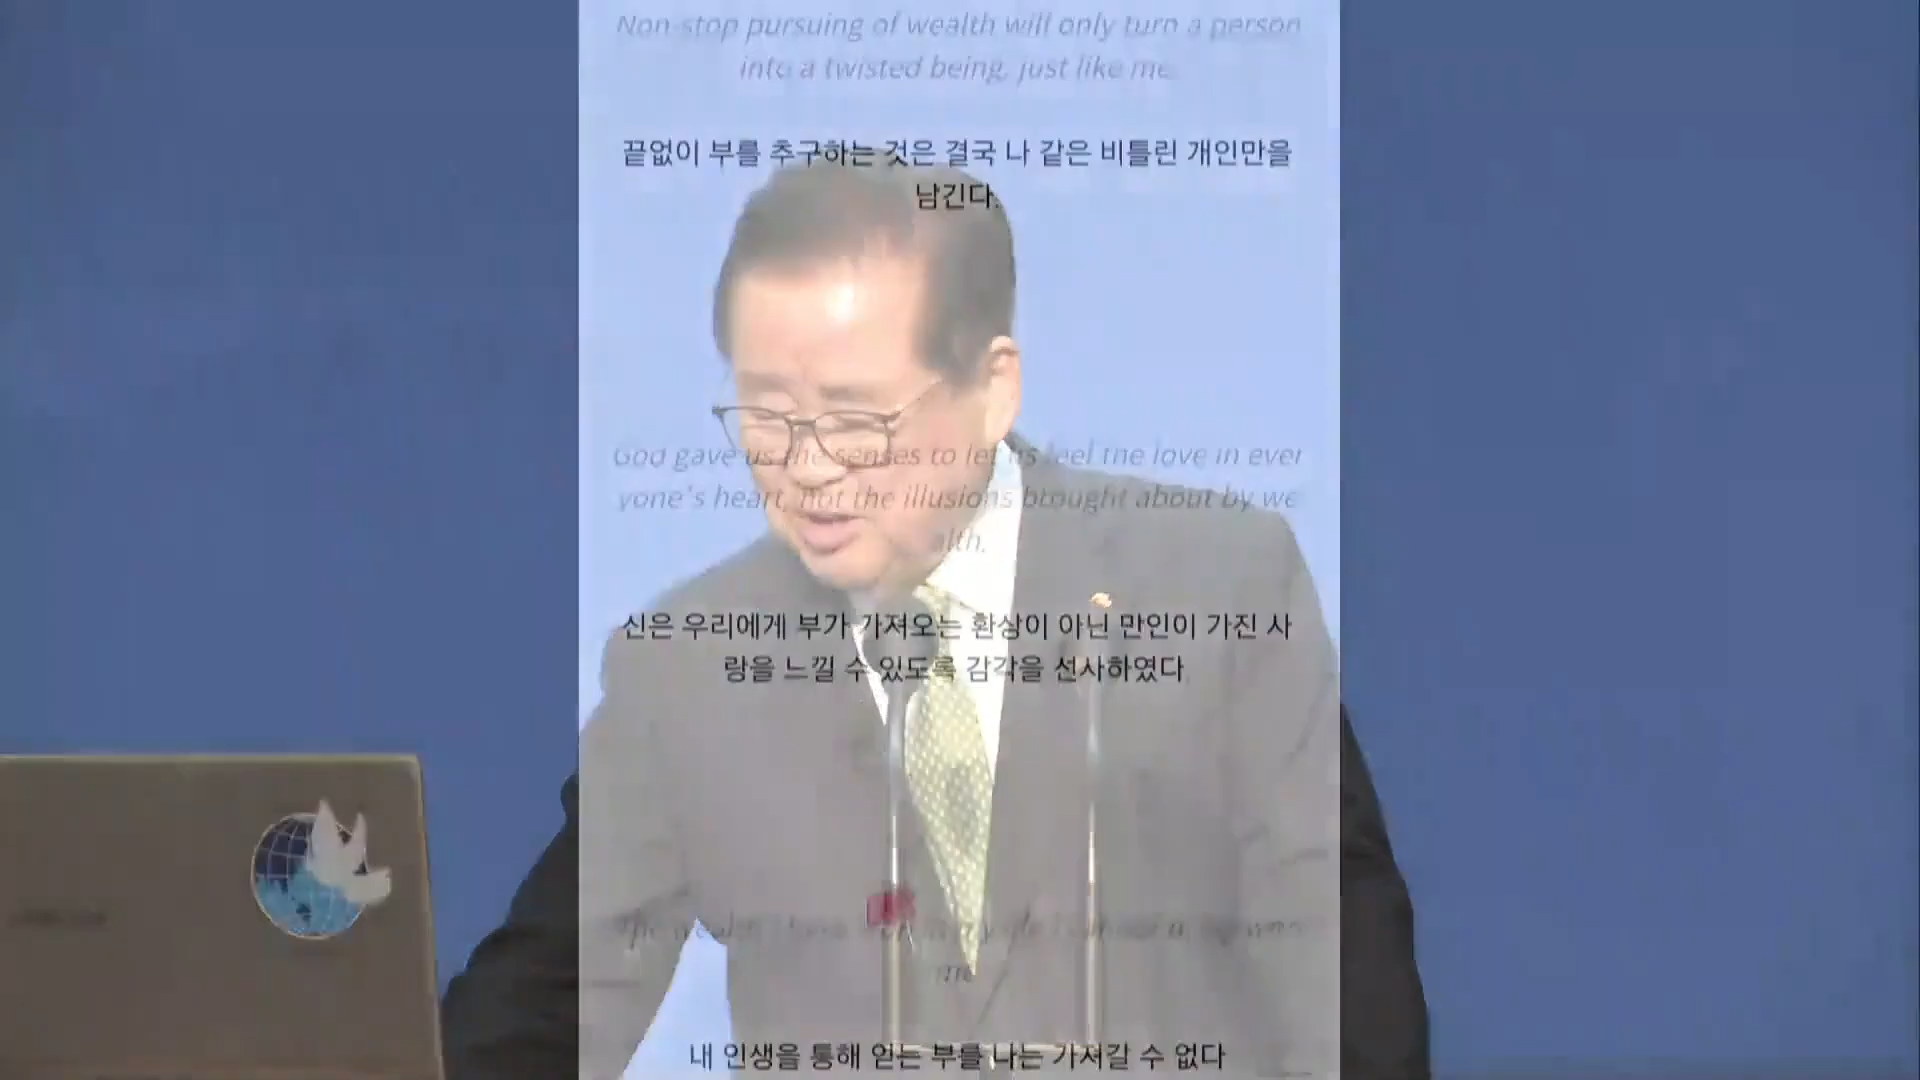 Non-stop pursuing of wealth will only turn a person
into a twisted being, just like me.
끝없이 부를 추구하는 것은 결국 나 같은 비틀린 개인만을
남긴다.
God gave us the senses to let us feel the love in ever
yone's heart, not the illusions brought about by we
alth.
신은 우리에게 부가 가져오는 환상이 아닌 만인이 가진 사
랑을 느낄 수 있도록 감각을 선사하였다
The wealth I have
me
내 인생을 통해 얻는 부를 나는 가져갈 수 없다